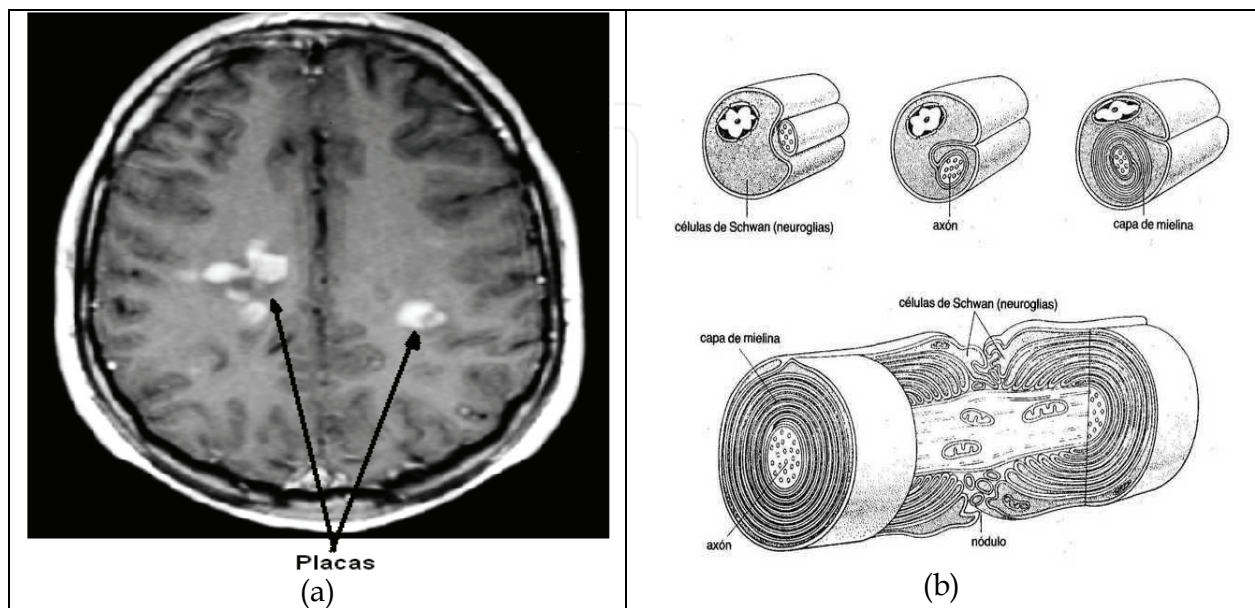 Placas
(a)
células de Schwan (neuroglias)
axón
capa de mielina
células de Schwan (neuroglias)
capa de mielina
axón
nódulo
(b)